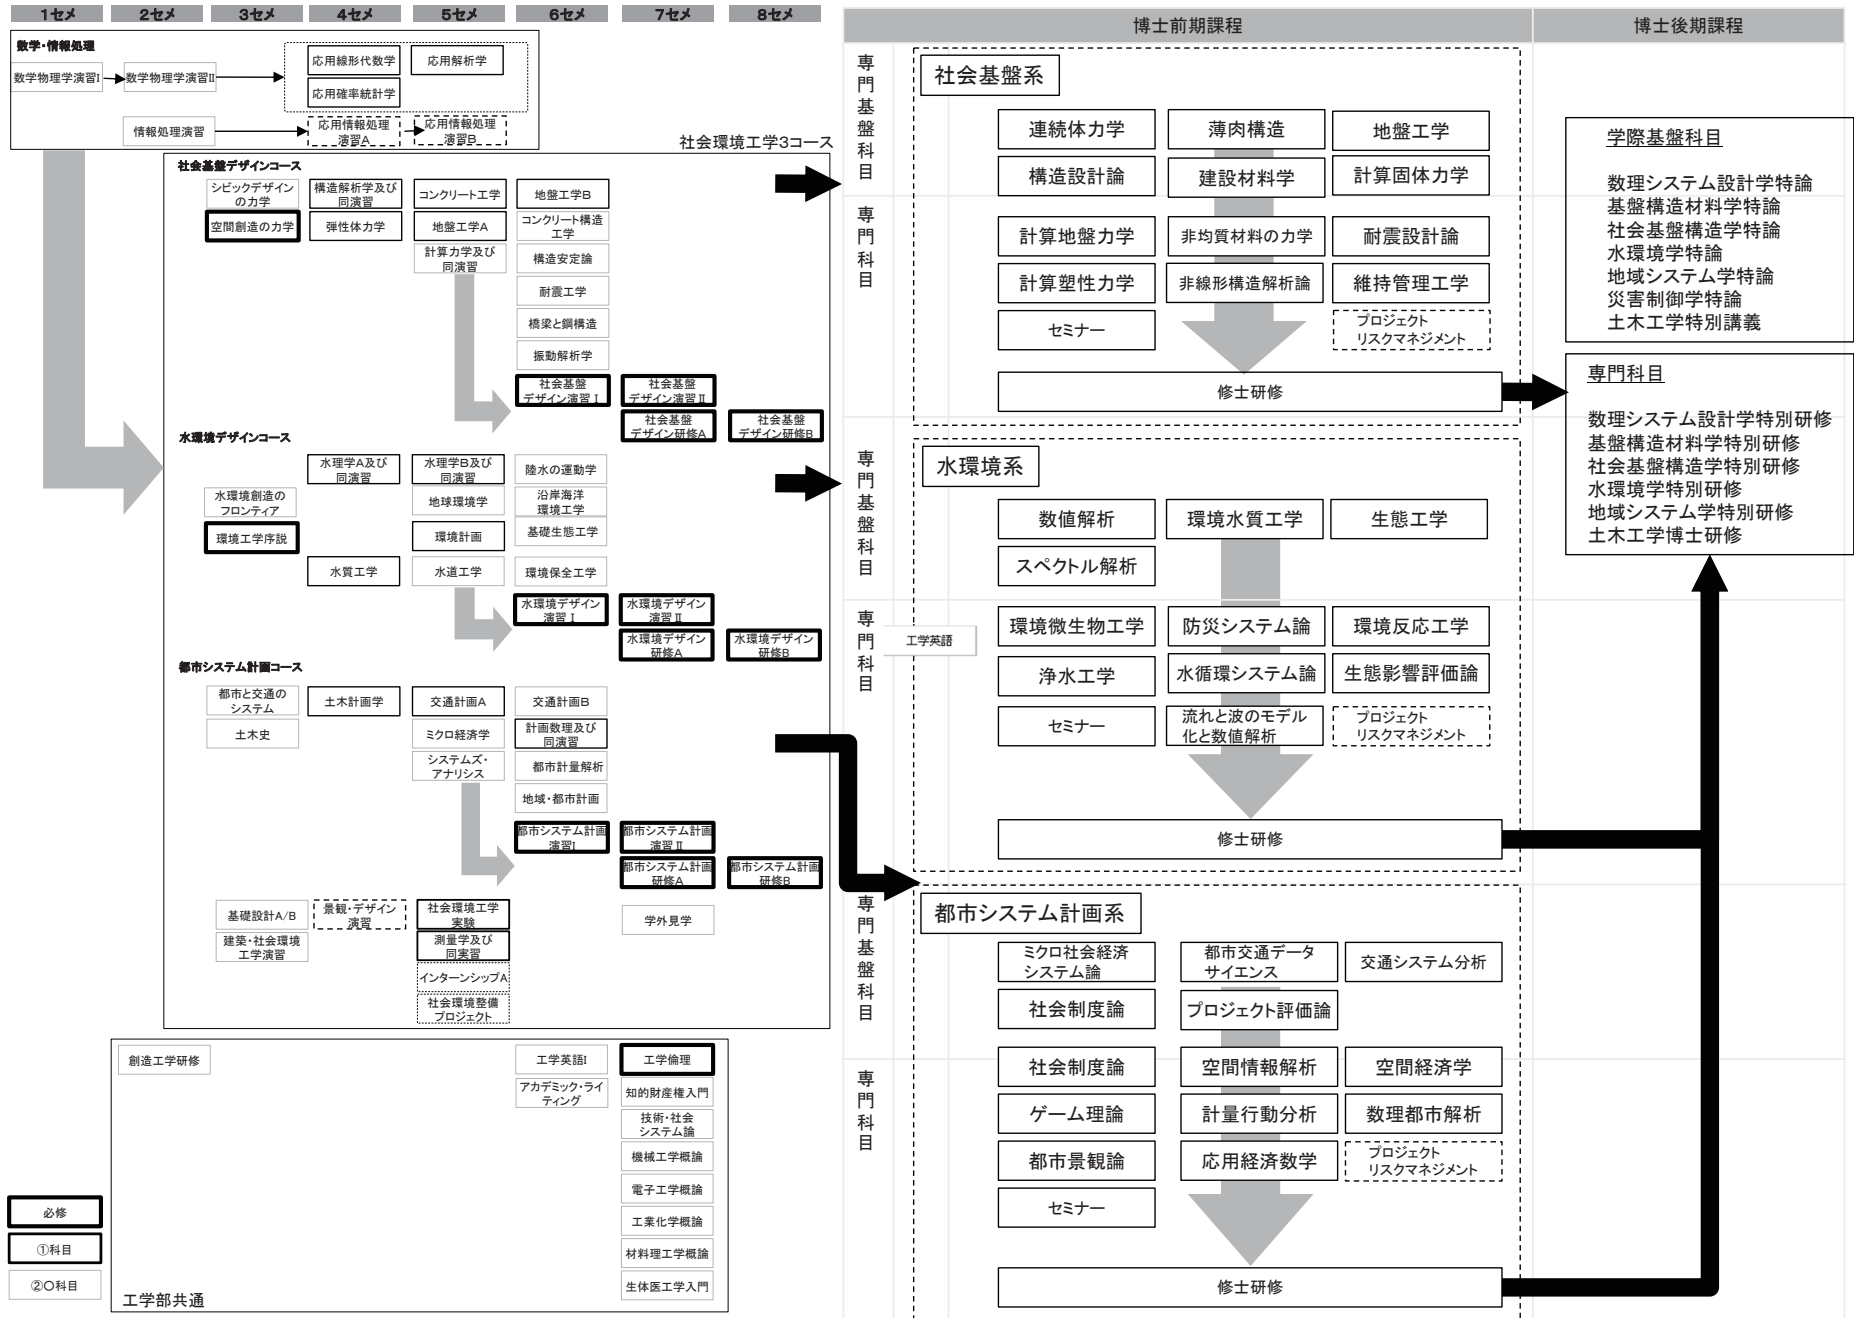 1セメ
2セメ
3セメ
4セメ
5セメ
6セメ
7セメ
8セメ
数学・情報処理
数学物理学演習I
数学物理学演習II
応用線形代数学
応用解析学
応用確率統計学
情報処理演習
応用情報処理
演習A
応用情報処理
演習B
社会環境工学3コース
社会基盤デザインコース
シビックデザイン
の力学
構造解析学及び
同演習
コンクリート工学
地盤工学B
空間創造の力学
弾性体力学
地盤工学A
コンクリート構造
工学
計算力学及び
同演習
構造安定論
耐震工学
橋梁と鋼構造
振動解析学
社会基盤
デザイン演習Ⅰ
社会基盤
デザイン演習Ⅱ
社会基盤
デザイン研修A
社会基盤
デザイン研修B
水環境デザインコース
水理学A及び
同演習
水理学B及び
同演習
陸水の運動学
水環境創造の
フロンティア
地球環境学
沿岸海洋
環境工学
環境工学序説
環境計画
基礎生態工学
水質工学
水道工学
環境保全工学
水環境デザイン
演習Ⅰ
水環境デザイン
演習Ⅱ
水環境デザイン
研修A
水環境デザイン
研修B
都市システム計画コース
都市と交通の
システム
土木計画学
交通計画A
交通計画B
土木史
ミクロ経済学
計画数理及び
同演習
システムズ・
アナリシス
都市計量解析
地域・都市計画
都市システム計画
演習I
都市システム計画
演習Ⅱ
都市システム計画
研修A
都市システム計画
研修B
基礎設計A/B
景観・デザイン
演習
社会環境工学
実験
学外見学
建築・社会環境
工学演習
測量学及び
同実習
インターンシップA
社会環境整備
プロジェクト
創造工学研修
工学英語I
工学倫理
アカデミック・ライ
ティング
知的財産権入門
技術・社会
システム論
機械工学概論
電子工学概論
工業化学概論
材料理工学概論
生体医工学入門
工学部共通
必修
①科目
②○科目
博士前期課程
博士後期課程
専門基盤科目
社会基盤系
連続体力学
薄肉構造
地盤工学
構造設計論
建設材料学
計算固体力学
専門科目
計算地盤力学
非均質材料の力学
耐震設計論
計算塑性力学
非線形構造解析論
維持管理工学
セミナー
プロジェクト
リスクマネジメント
修士研修
専門基盤科目
水環境系
数値解析
環境水質工学
生態工学
スペクトル解析
専門科目
工学英語
環境微生物工学
防災システム論
環境反応工学
浄水工学
水循環システム論
生態影響評価論
セミナー
流れと波のモデル
化と数値解析
プロジェクト
リスクマネジメント
修士研修
専門基盤科目
都市システム計画系
ミクロ社会経済
システム論
都市交通データ
サイエンス
交通システム分析
社会制度論
プロジェクト評価論
専門科目
社会制度論
空間情報解析
空間経済学
ゲーム理論
計量行動分析
数理都市解析
都市景観論
応用経済数学
プロジェクト
リスクマネジメント
セミナー
修士研修
学際基盤科目
数理システム設計学特論
基盤構造材料学特論
社会基盤構造学特論
水環境学特論
地域システム学特論
災害制御学特論
土木工学特別講義
専門科目
数理システム設計学特別研修
基盤構造材料学特別研修
社会基盤構造学特別研修
水環境学特別研修
地域システム学特別研修
土木工学博士研修